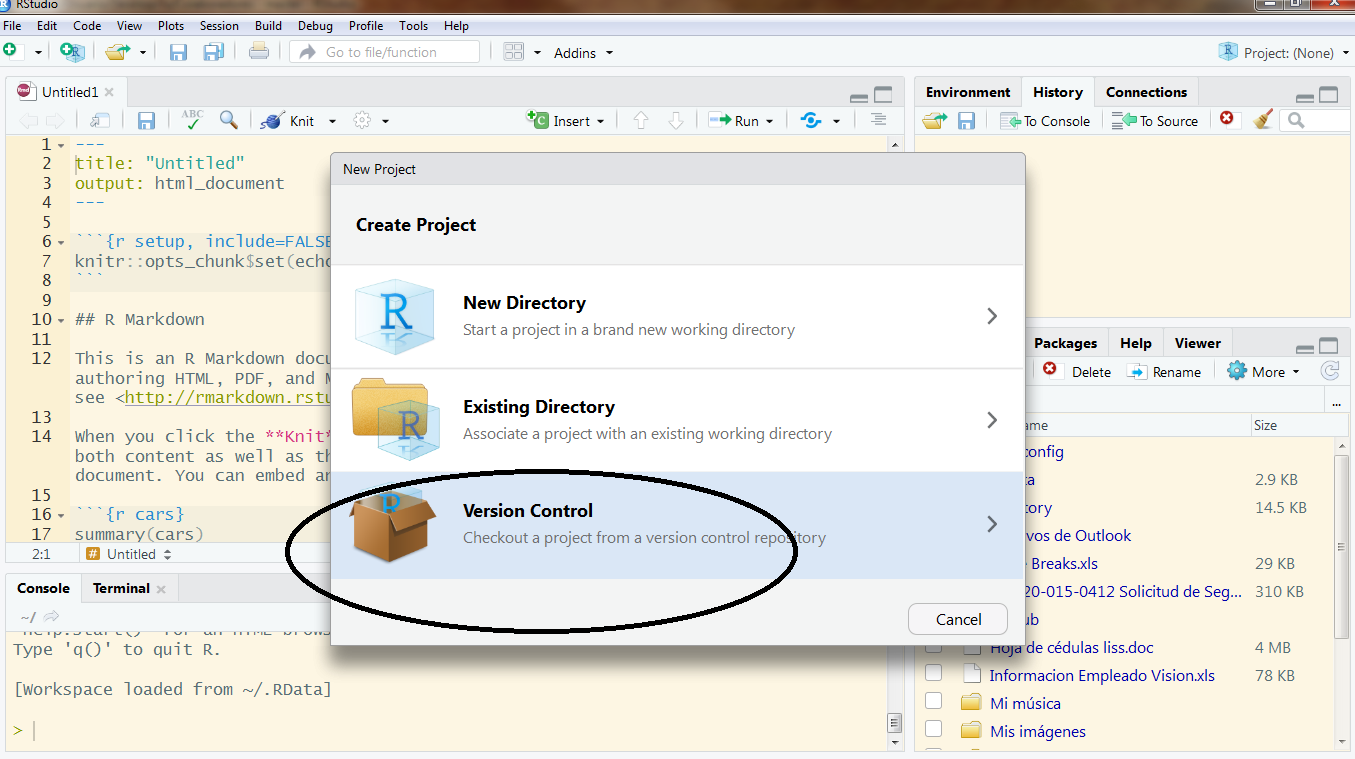 RStudio
File Edit Code View Plots Session Build Debug Profile Tools Help
Go to file/function Addins Project: (None)
Untitled1
ABC Knit Insert Run
1 ---
2 title: "Untitled"
3 output: html_document
4 ---
5
6 ```{r setup, include=FALSE
7 knitr::opts_chunk$set(echo
8 ```
9
10 ## R Markdown
11
12 This is an R Markdown docu
authoring HTML, PDF, and M
see <http://rmarkdown.rstu
13
14 When you click the **Knit*
both content as well as th
document. You can embed an
15
16 ```{r cars}
17 summary(cars)
2:1 # Untitled
Console Terminal
~/
'help.start()' for an HTML brows
Type 'q()' to quit R.
[Workspace loaded from ~/.RData]
>
New Project
Create Project
New Directory
Start a project in a brand new working directory
Existing Directory
Associate a project with an existing working directory
Version Control
Checkout a project from a version control repository
Cancel
Environment History Connections
To Console To Source
Packages Help Viewer
Delete Rename More
...
ame Size
config
ta 2.9 KB
tory 14.5 KB
vos de Outlook
Breaks.xls 29 KB
20-015-0412 Solicitud de Seg... 310 KB
ub
Hoja de cédulas liss.doc 4 MB
Informacion Empleado Vision.xls 78 KB
Mi música
Mis imágenes